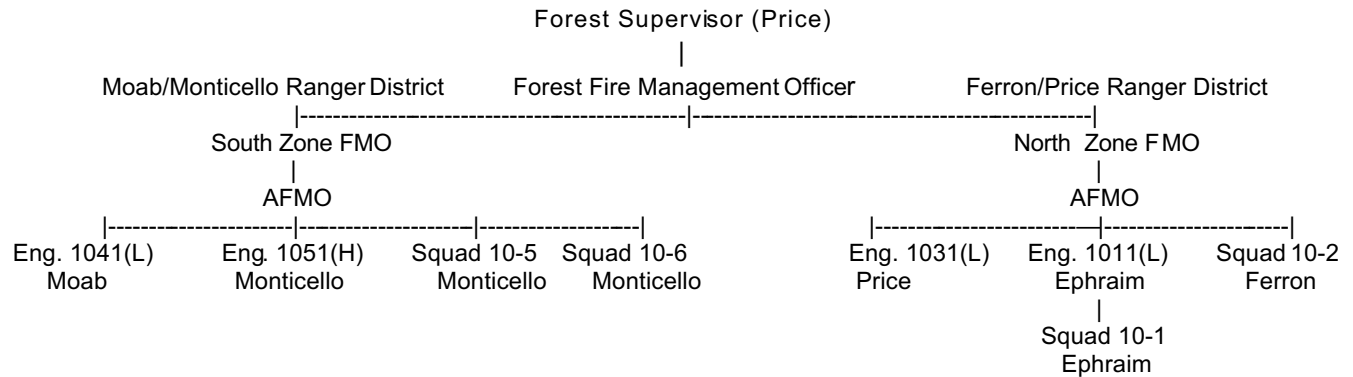 Forest Supervisor (Price)
|
Moab/Monticello Ranger District Forest Fire Management Officer Ferron/Price Ranger District
|--------------------------------------------------|--------------------------------------------------|
South Zone FMO North Zone FMO
| |
AFMO AFMO
|------------------------|-----------------------|---------------------| |-----------------------------|------------------------|
Eng. 1041(L) Eng. 1051(H) Squad 10-5 Squad 10-6 Eng. 1031(L) Eng. 1011(L) Squad 10-2
Moab Monticello Monticello Monticello Price Ephraim Ferron
|
Squad 10-1
Ephraim